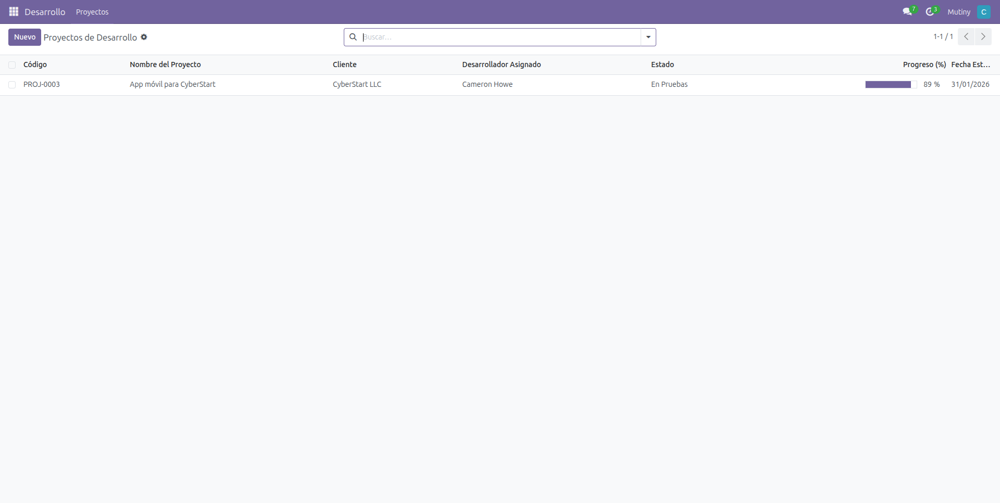 Desarrollo Proyectos 7 3 Mutiny C
Nuevo Proyectos de Desarrollo Buscar... 1-1 / 1
Código Nombre del Proyecto Cliente Desarrollador Asignado Estado Progreso (%) Fecha Est...
PROJ-0003 App móvil para CyberStart CyberStart LLC Cameron Howe En Pruebas 89 % 31/01/2026